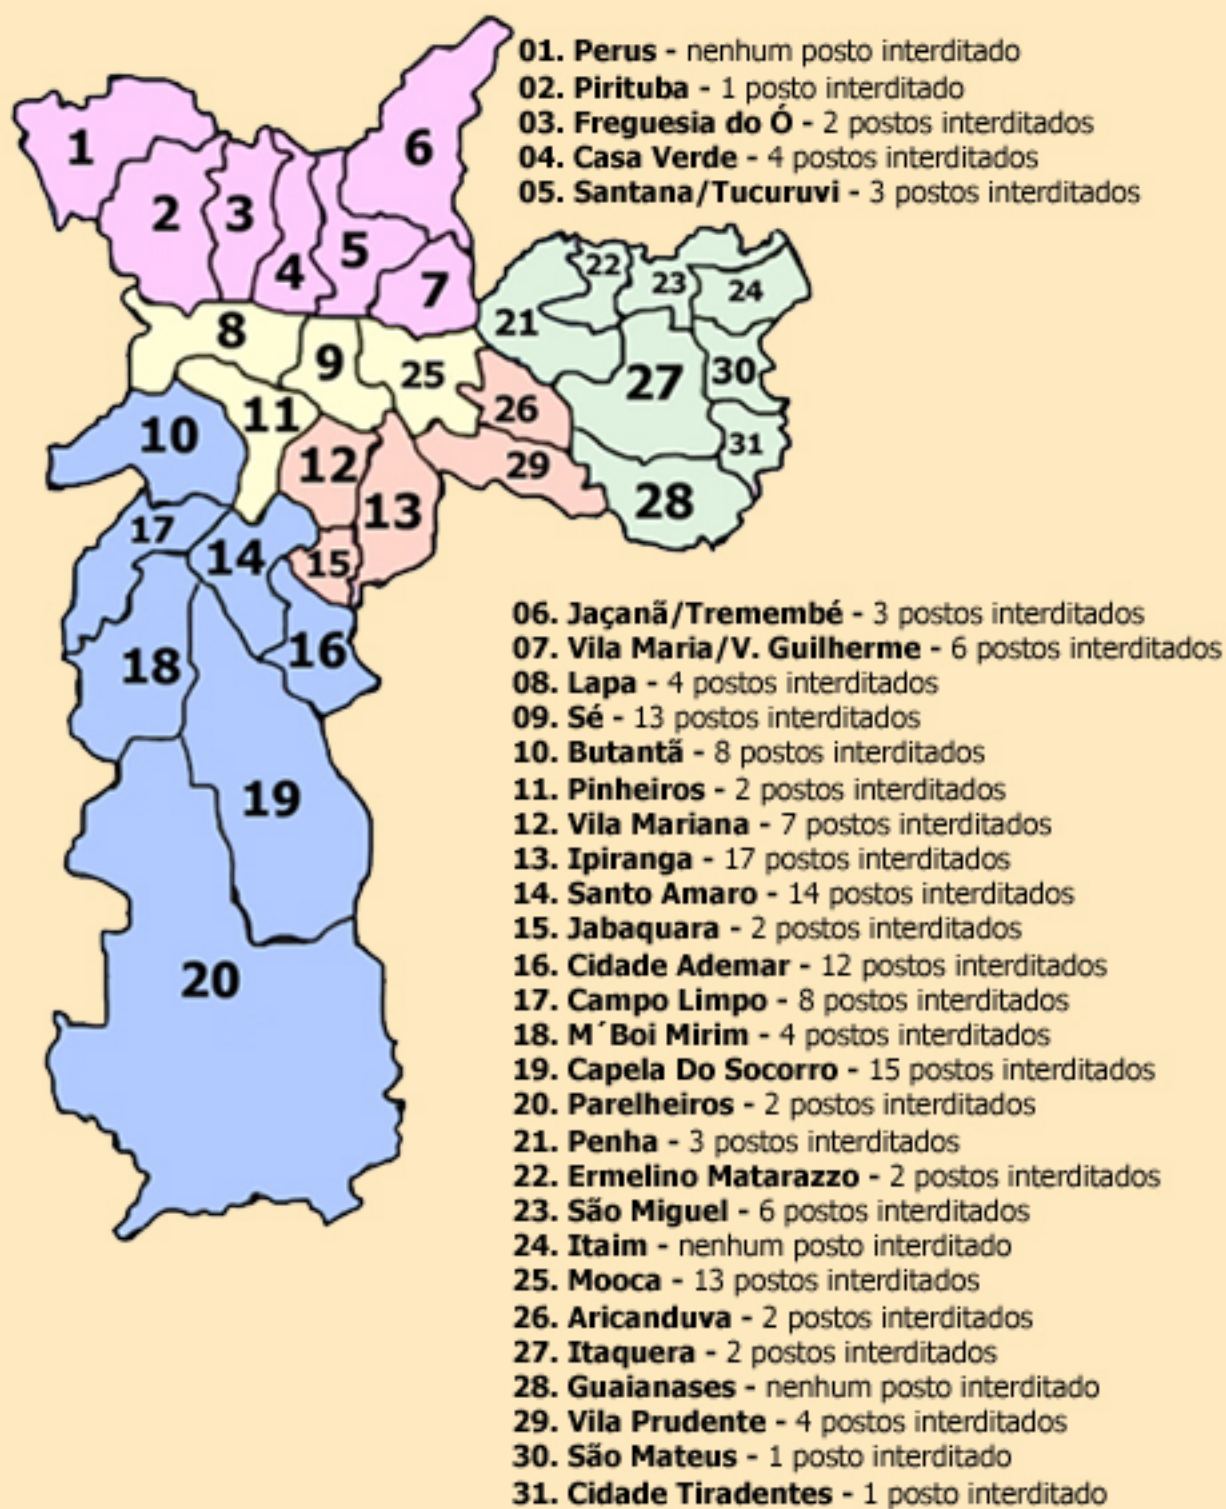 01. Perus - nenhum posto interditado
02. Pirituba - 1 posto interditado
03. Freguesia do Ó - 2 postos interditados
04. Casa Verde - 4 postos interditados
05. Santana/Tucuruvi - 3 postos interditados
1
6
2
3
5
4
7
22
23
24
21
8
9
25
27
30
11
26
10
31
12
29
28
13
17
14
15
16
18
19
20
06. Jaçanã/Tremembé - 3 postos interditados
07. Vila Maria/V. Guilherme - 6 postos interditados
08. Lapa - 4 postos interditados
09. Sé - 13 postos interditados
10. Butantã - 8 postos interditados
11. Pinheiros - 2 postos interditados
12. Vila Mariana - 7 postos interditados
13. Ipiranga - 17 postos interditados
14. Santo Amaro - 14 postos interditados
15. Jabaquara - 2 postos interditados
16. Cidade Ademar - 12 postos interditados
17. Campo Limpo - 8 postos interditados
18. M´Boi Mirim - 4 postos interditados
19. Capela Do Socorro - 15 postos interditados
20. Parelheiros - 2 postos interditados
21. Penha - 3 postos interditados
22. Ermelino Matarazzo - 2 postos interditados
23. São Miguel - 6 postos interditados
24. Itaim - nenhum posto interditado
25. Mooca - 13 postos interditados
26. Aricanduva - 2 postos interditados
27. Itaquera - 2 postos interditados
28. Guaianases - nenhum posto interditado
29. Vila Prudente - 4 postos interditados
30. São Mateus - 1 posto interditado
31. Cidade Tiradentes - 1 posto interditado